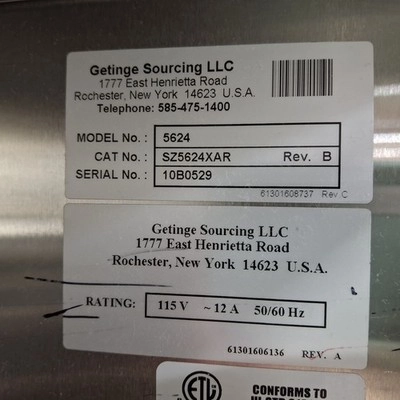 Getinge Sourcing LLC
1777 East Henrietta Road
Rochester, New York 14623 U.S.A.
Telephone: 585-475-1400
MODEL No. : 5624
CAT No. : SZ5624XAR Rev. B
SERIAL No. : 10B0529
61301606737 Rev C
Getinge Sourcing LLC
1777 East Henrietta Road
Rochester, New York 14623 U.S.A.
RATING: 115 V ~ 12 A 50/60 Hz
61301606136 REV. A
ETL
CONFORMS TO